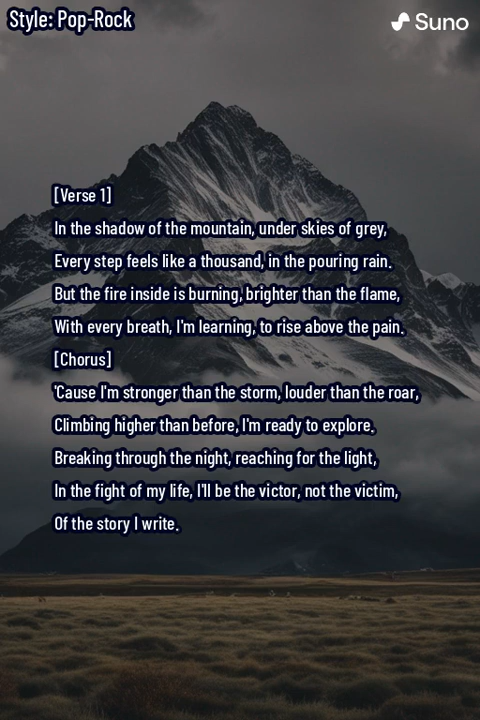 Style: Pop-Rock
Suno
[Verse 1]
In the shadow of the mountain, under skies of grey,
Every step feels like a thousand, in the pouring rain.
But the fire inside is burning, brighter than the flame,
With every breath, I'm learning, to rise above the pain.
[Chorus]
'Cause I'm stronger than the storm, louder than the roar,
Climbing higher than before, I'm ready to explore.
Breaking through the night, reaching for the light,
In the fight of my life, I'll be the victor, not the victim,
Of the story I write.